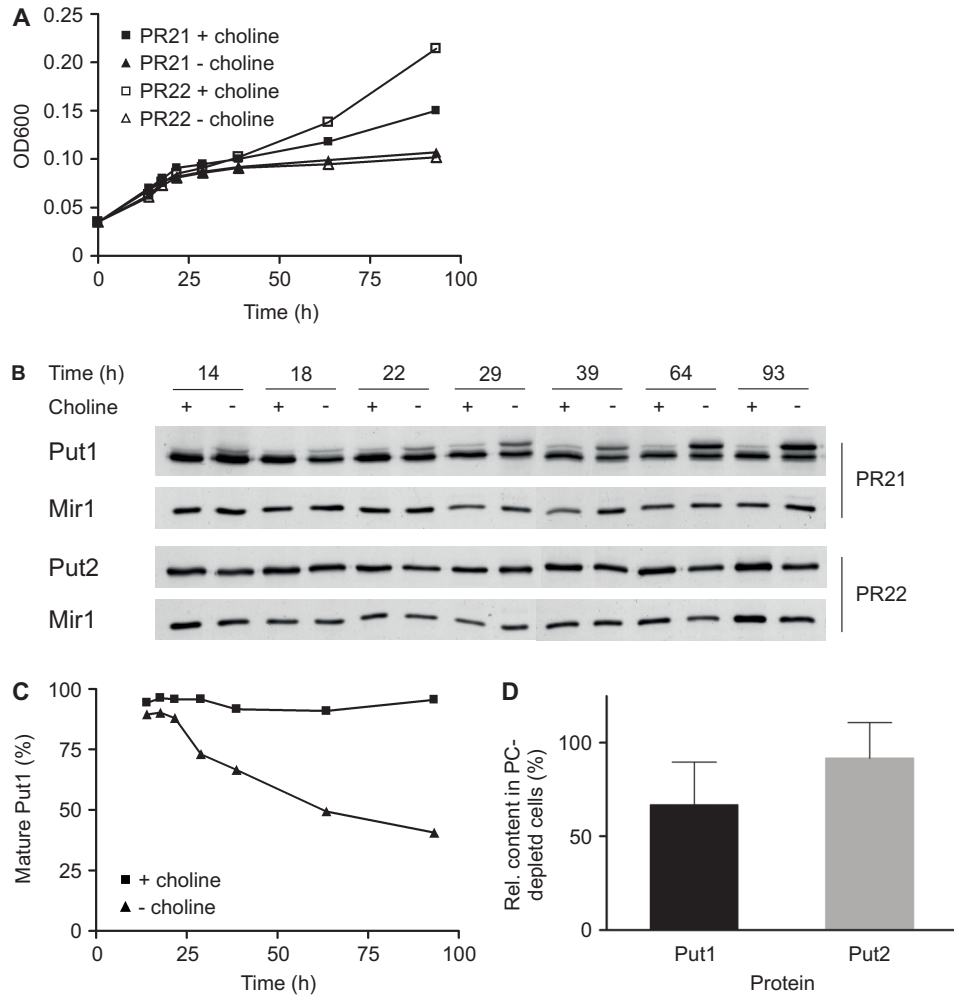 A
0.25
0.20
0.15
0.10
0.05
0
OD600
PR21 + choline
PR21 - choline
PR22 + choline
PR22 - choline
0 25 50 75 100
Time (h)
B Time (h) 14 18 22 29 39 64 93
Choline + - + - + - + - + - + - + -
Put1
Mir1
PR21
Put2
Mir1
PR22
C
100
75
50
25
0
Mature Put1 (%)
+ choline
- choline
0 25 50 75 100
Time (h)
D
100
50
0
Rel. content in PC-
depletd cells (%)
Put1 Put2
Protein